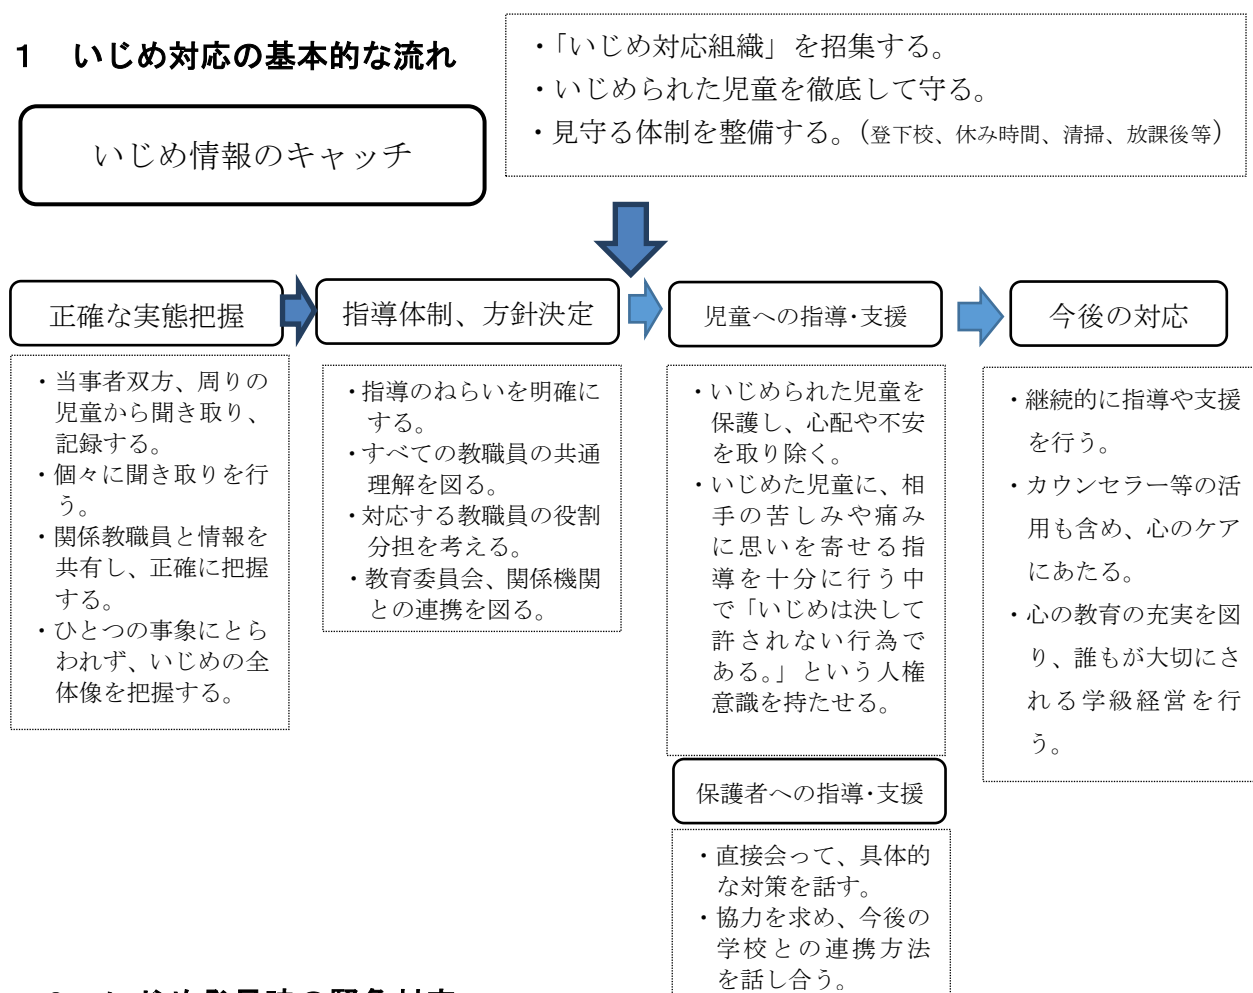 １　いじめ対応の基本的な流れ
・「いじめ対応組織」を招集する。
・いじめられた児童を徹底して守る。
・見守る体制を整備する。（登下校、休み時間、清掃、放課後等）
いじめ情報のキャッチ
正確な実態把握
・当事者双方、周りの
児童から聞き取り、
記録する。
・個々に聞き取りを行
う。
・関係教職員と情報を
共有し、正確に把握
する。
・ひとつの事象にとら
われず、いじめの全
体像を把握する。
指導体制、方針決定
・指導のねらいを明確に
する。
・すべての教職員の共通
理解を図る。
・対応する教職員の役割
分担を考える。
・教育委員会、関係機関
との連携を図る。
児童への指導・支援
・いじめられた児童を
保護し、心配や不安
を取り除く。
・いじめた児童に、相
手の苦しみや痛み
に思いを寄せる指
導を十分に行う中
で「いじめは決して
許されない行為で
ある。」という人権
意識を持たせる。
保護者への指導・支援
・直接会って、具体的
な対策を話す。
・協力を求め、今後の
学校との連携方法
を話し合う。
今後の対応
・継続的に指導や支援
を行う。
・カウンセラー等の活
用も含め、心のケア
にあたる。
・心の教育の充実を図
り、誰もが大切にさ
れる学級経営を行
う。